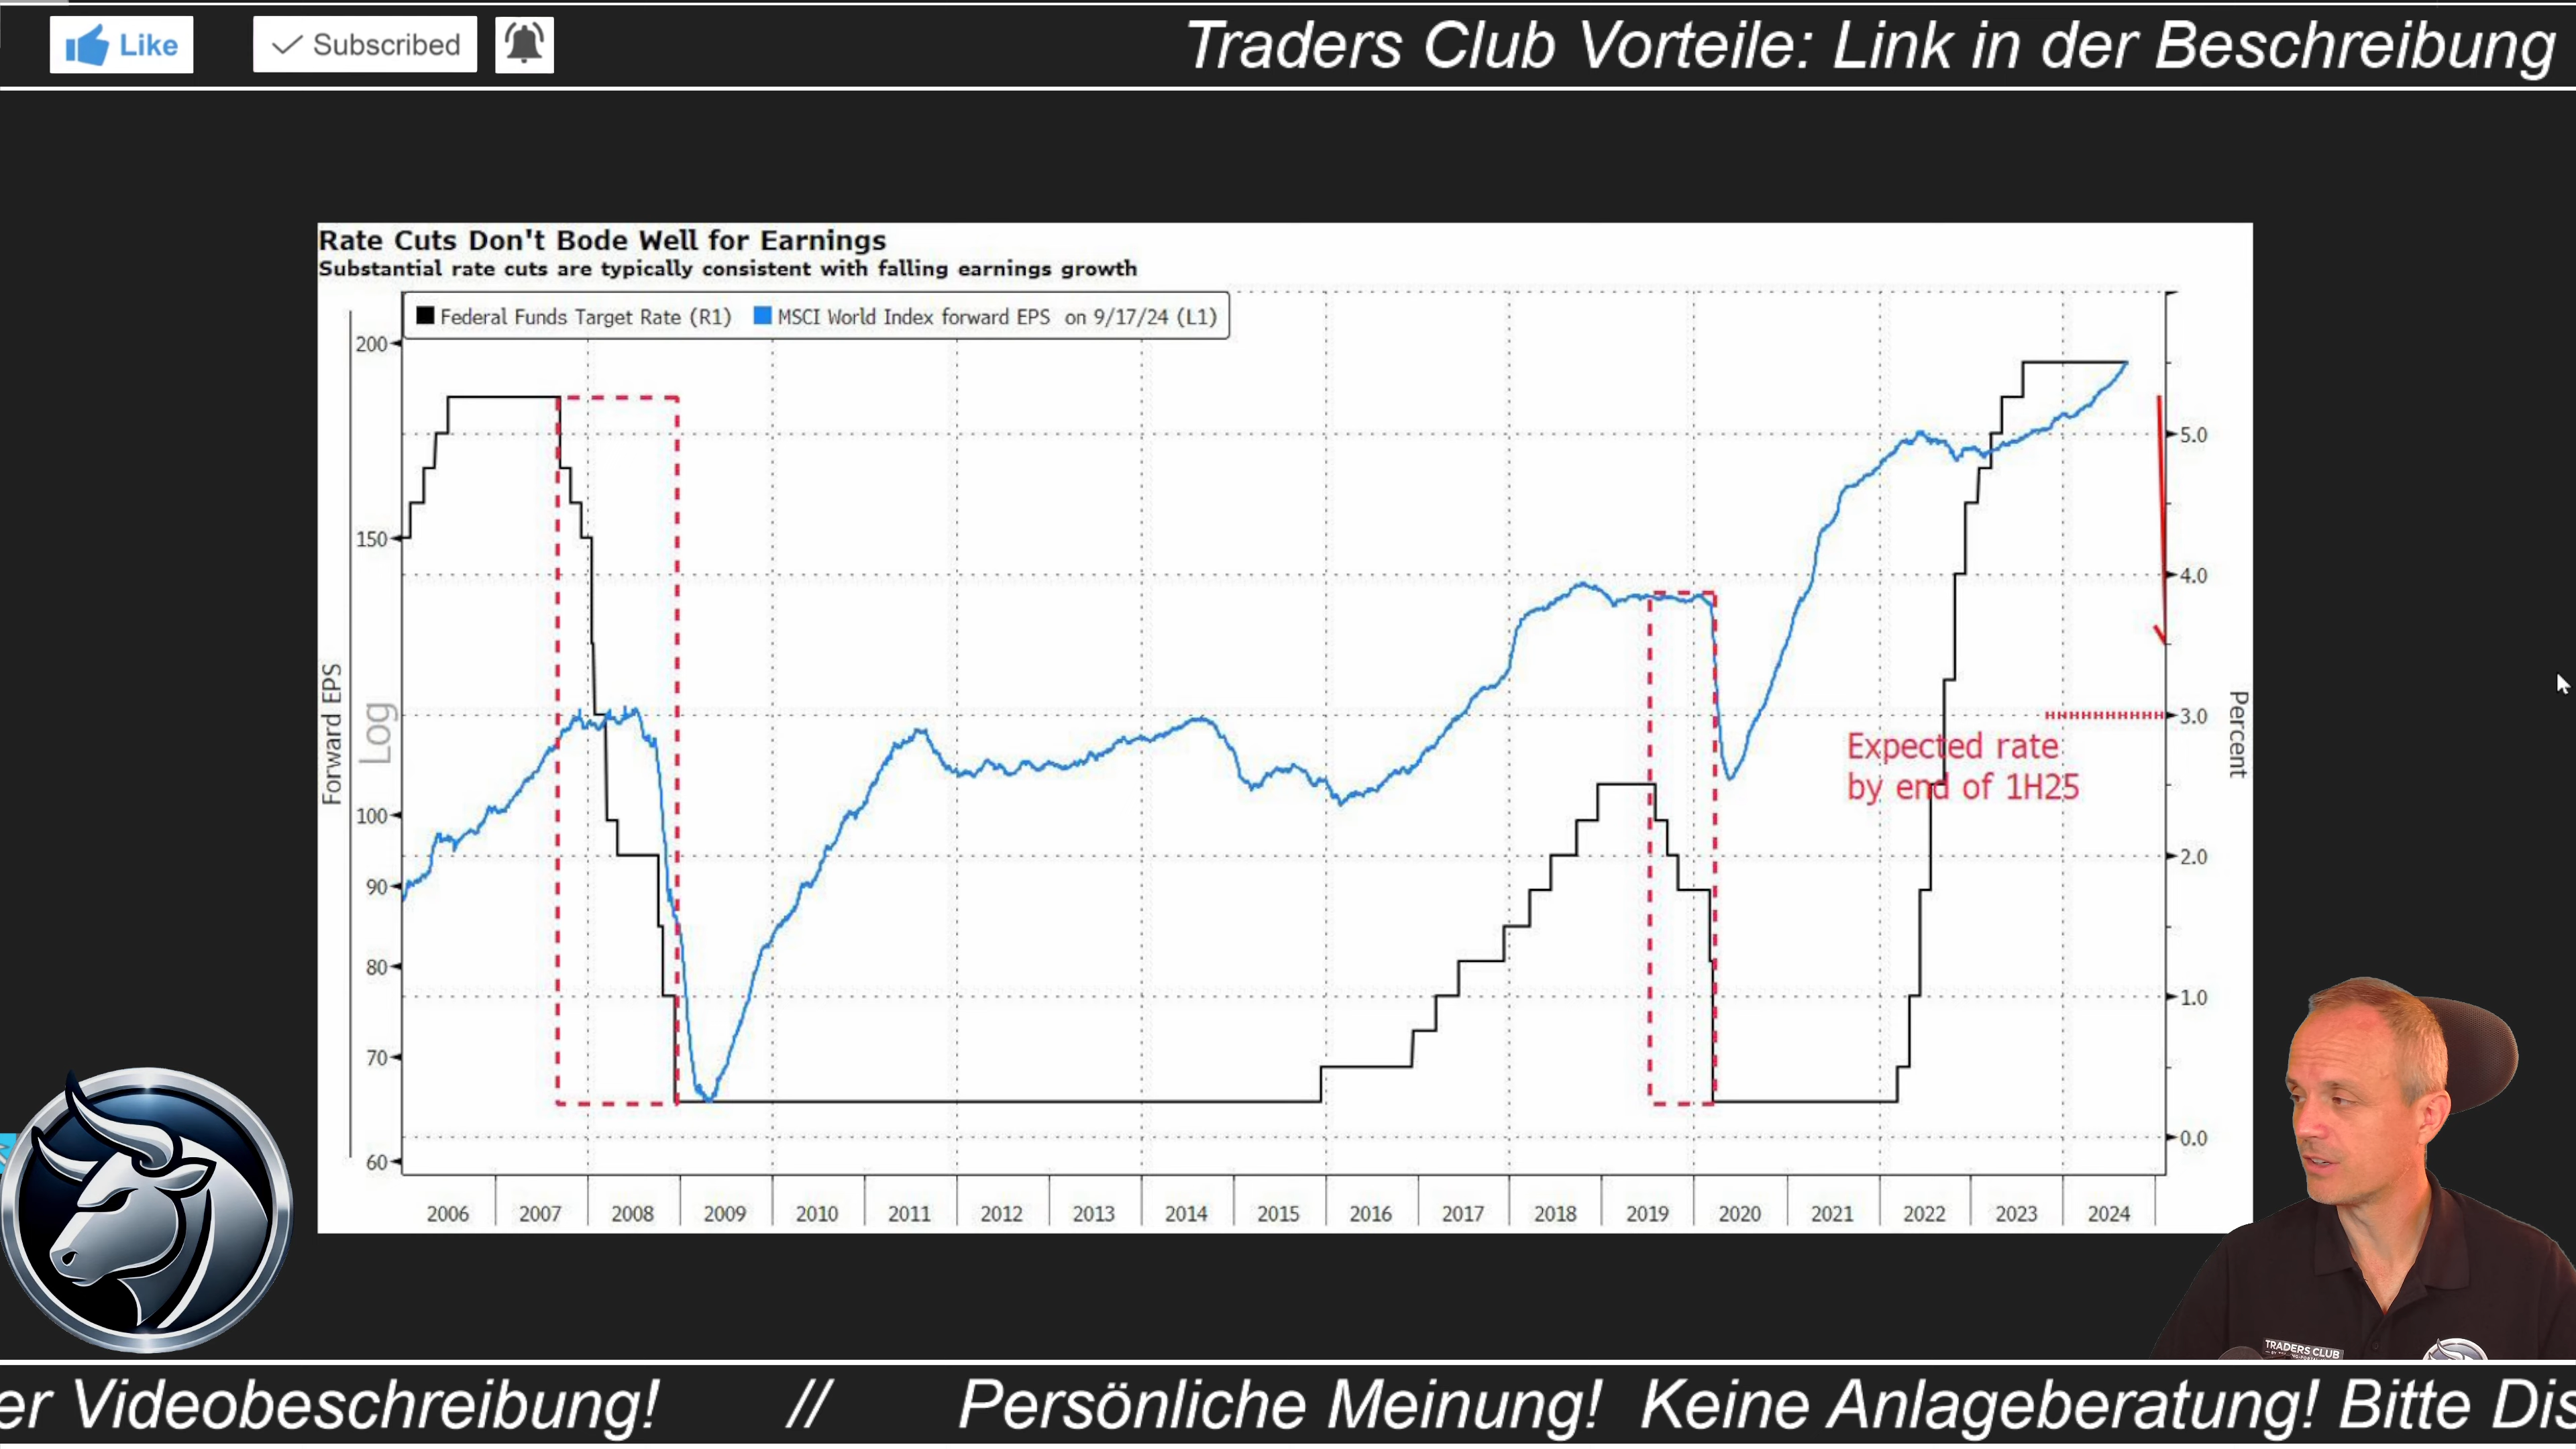 Like
Subscribed
Traders Club Vorteile: Link in der Beschreibung
Rate Cuts Don't Bode Well for Earnings
Substantial rate cuts are typically consistent with falling earnings growth
Federal Funds Target Rate (R1) MSCI World Index forward EPS on 9/17/24 (L1)
200
150
100
90
80
70
60
Forward EPS
Log
5.0
4.0
3.0
2.0
1.0
0.0
Percent
Expected rate
by end of 1H25
2006 2007 2008 2009 2010 2011 2012 2013 2014 2015 2016 2017 2018 2019 2020 2021 2022 2023 2024
TRADERS CLUB
er Videobeschreibung! // Persönliche Meinung! Keine Anlageberatung! Bitte Dis